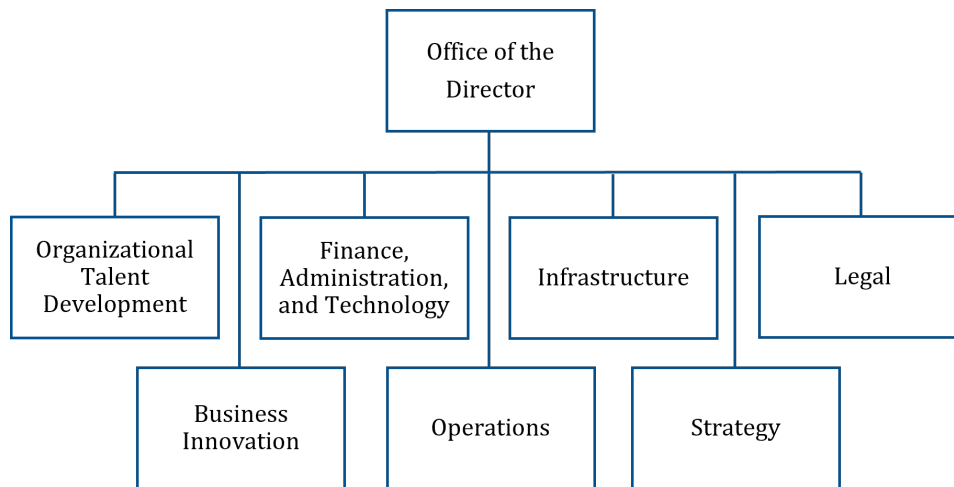 Office of the
Director
Organizational
Talent
Development
Finance,
Administration,
and Technology
Infrastructure
Legal
Business
Innovation
Operations
Strategy